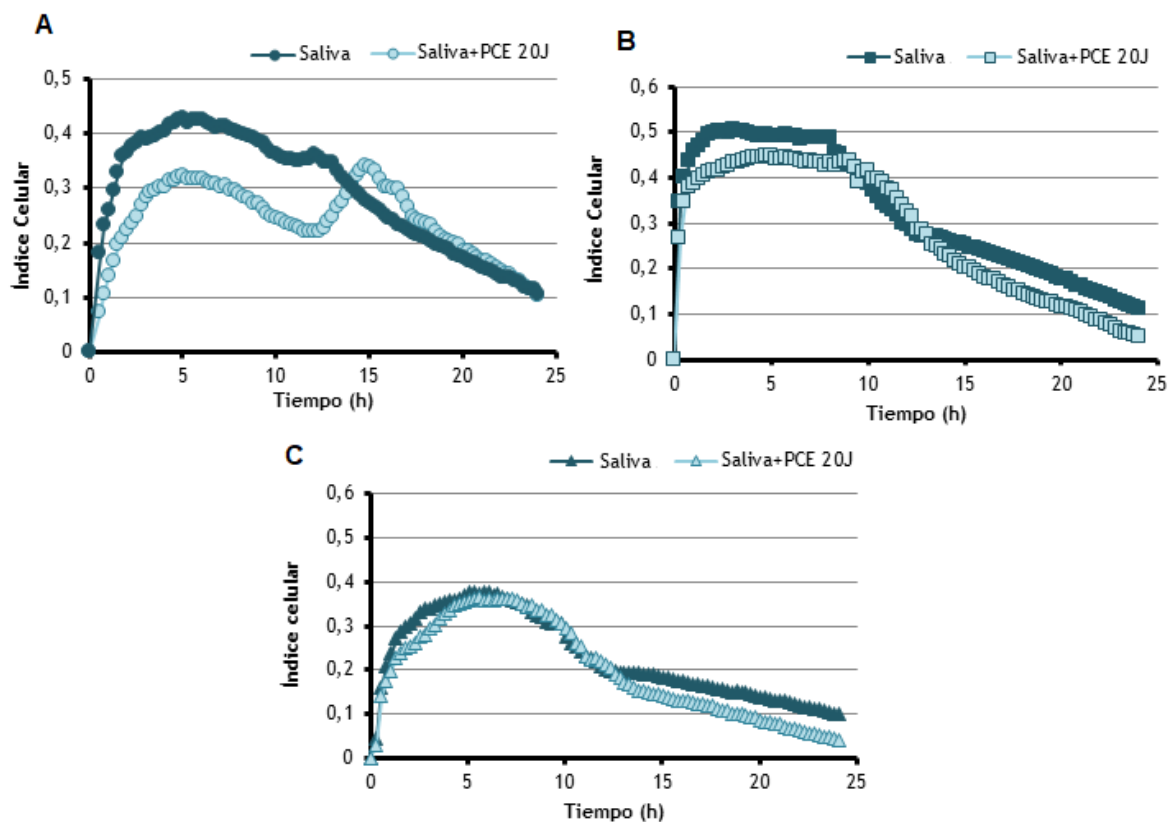 A
Saliva Saliva+PCE 20J
0,5
0,4
0,3
0,2
0,1
0
Índice Celular
0 5 10 15 20 25
Tiempo (h)
B
Saliva Saliva+PCE 20J
0,6
0,5
0,4
0,3
0,2
0,1
0
Índice Celular
0 5 10 15 20 25
Tiempo (h)
C
Saliva Saliva+PCE 20J
0,6
0,5
0,4
0,3
0,2
0,1
0
Índice celular
0 5 10 15 20 25
Tiempo (h)